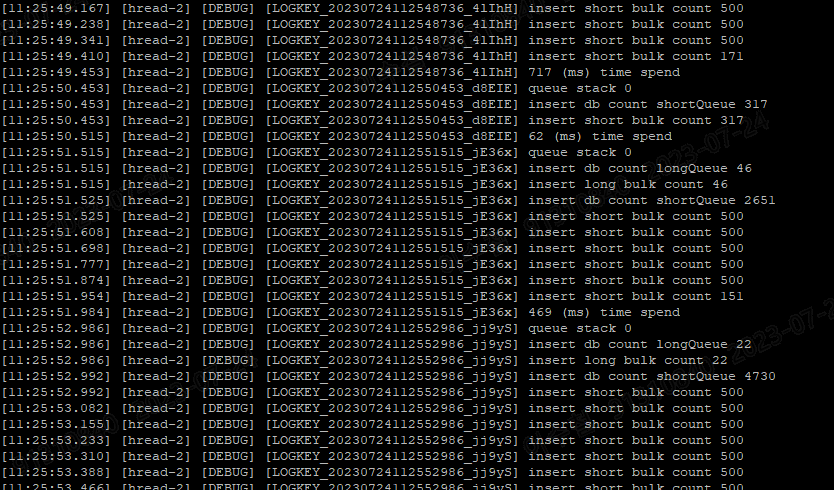 [11:25:49.167] [hread-2] [DEBUG] [LOGKEY_20230724112548736_4lIhH] insert short bulk count 500
[11:25:49.238] [hread-2] [DEBUG] [LOGKEY_20230724112548736_4lIhH] insert short bulk count 500
[11:25:49.341] [hread-2] [DEBUG] [LOGKEY_20230724112548736_4lIhH] insert short bulk count 500
[11:25:49.410] [hread-2] [DEBUG] [LOGKEY_20230724112548736_4lIhH] insert short bulk count 171
[11:25:49.453] [hread-2] [DEBUG] [LOGKEY_20230724112548736_4lIhH] 717 (ms) time spend
[11:25:50.453] [hread-2] [DEBUG] [LOGKEY_20230724112550453_d8EIE] queue stack 0
[11:25:50.453] [hread-2] [DEBUG] [LOGKEY_20230724112550453_d8EIE] insert db count shortQueue 317
[11:25:50.453] [hread-2] [DEBUG] [LOGKEY_20230724112550453_d8EIE] insert short bulk count 317
[11:25:50.515] [hread-2] [DEBUG] [LOGKEY_20230724112550453_d8EIE] 62 (ms) time spend
[11:25:51.515] [hread-2] [DEBUG] [LOGKEY_20230724112551515_jE36x] queue stack 0
[11:25:51.515] [hread-2] [DEBUG] [LOGKEY_20230724112551515_jE36x] insert db count longQueue 46
[11:25:51.515] [hread-2] [DEBUG] [LOGKEY_20230724112551515_jE36x] insert long bulk count 46
[11:25:51.525] [hread-2] [DEBUG] [LOGKEY_20230724112551515_jE36x] insert db count shortQueue 2651
[11:25:51.525] [hread-2] [DEBUG] [LOGKEY_20230724112551515_jE36x] insert short bulk count 500
[11:25:51.608] [hread-2] [DEBUG] [LOGKEY_20230724112551515_jE36x] insert short bulk count 500
[11:25:51.698] [hread-2] [DEBUG] [LOGKEY_20230724112551515_jE36x] insert short bulk count 500
[11:25:51.777] [hread-2] [DEBUG] [LOGKEY_20230724112551515_jE36x] insert short bulk count 500
[11:25:51.874] [hread-2] [DEBUG] [LOGKEY_20230724112551515_jE36x] insert short bulk count 500
[11:25:51.954] [hread-2] [DEBUG] [LOGKEY_20230724112551515_jE36x] insert short bulk count 151
[11:25:51.984] [hread-2] [DEBUG] [LOGKEY_20230724112551515_jE36x] 469 (ms) time spend
[11:25:52.986] [hread-2] [DEBUG] [LOGKEY_20230724112552986_jj9yS] queue stack 0
[11:25:52.986] [hread-2] [DEBUG] [LOGKEY_20230724112552986_jj9yS] insert db count longQueue 22
[11:25:52.986] [hread-2] [DEBUG] [LOGKEY_20230724112552986_jj9yS] insert long bulk count 22
[11:25:52.992] [hread-2] [DEBUG] [LOGKEY_20230724112552986_jj9yS] insert db count shortQueue 4730
[11:25:52.992] [hread-2] [DEBUG] [LOGKEY_20230724112552986_jj9yS] insert short bulk count 500
[11:25:53.082] [hread-2] [DEBUG] [LOGKEY_20230724112552986_jj9yS] insert short bulk count 500
[11:25:53.155] [hread-2] [DEBUG] [LOGKEY_20230724112552986_jj9yS] insert short bulk count 500
[11:25:53.233] [hread-2] [DEBUG] [LOGKEY_20230724112552986_jj9yS] insert short bulk count 500
[11:25:53.310] [hread-2] [DEBUG] [LOGKEY_20230724112552986_jj9yS] insert short bulk count 500
[11:25:53.388] [hread-2] [DEBUG] [LOGKEY_20230724112552986_jj9yS] insert short bulk count 500
[11:25:53.466] [hread-2] [DEBUG] [LOGKEY_20230724112552986_jj9yS] insert short bulk count 500